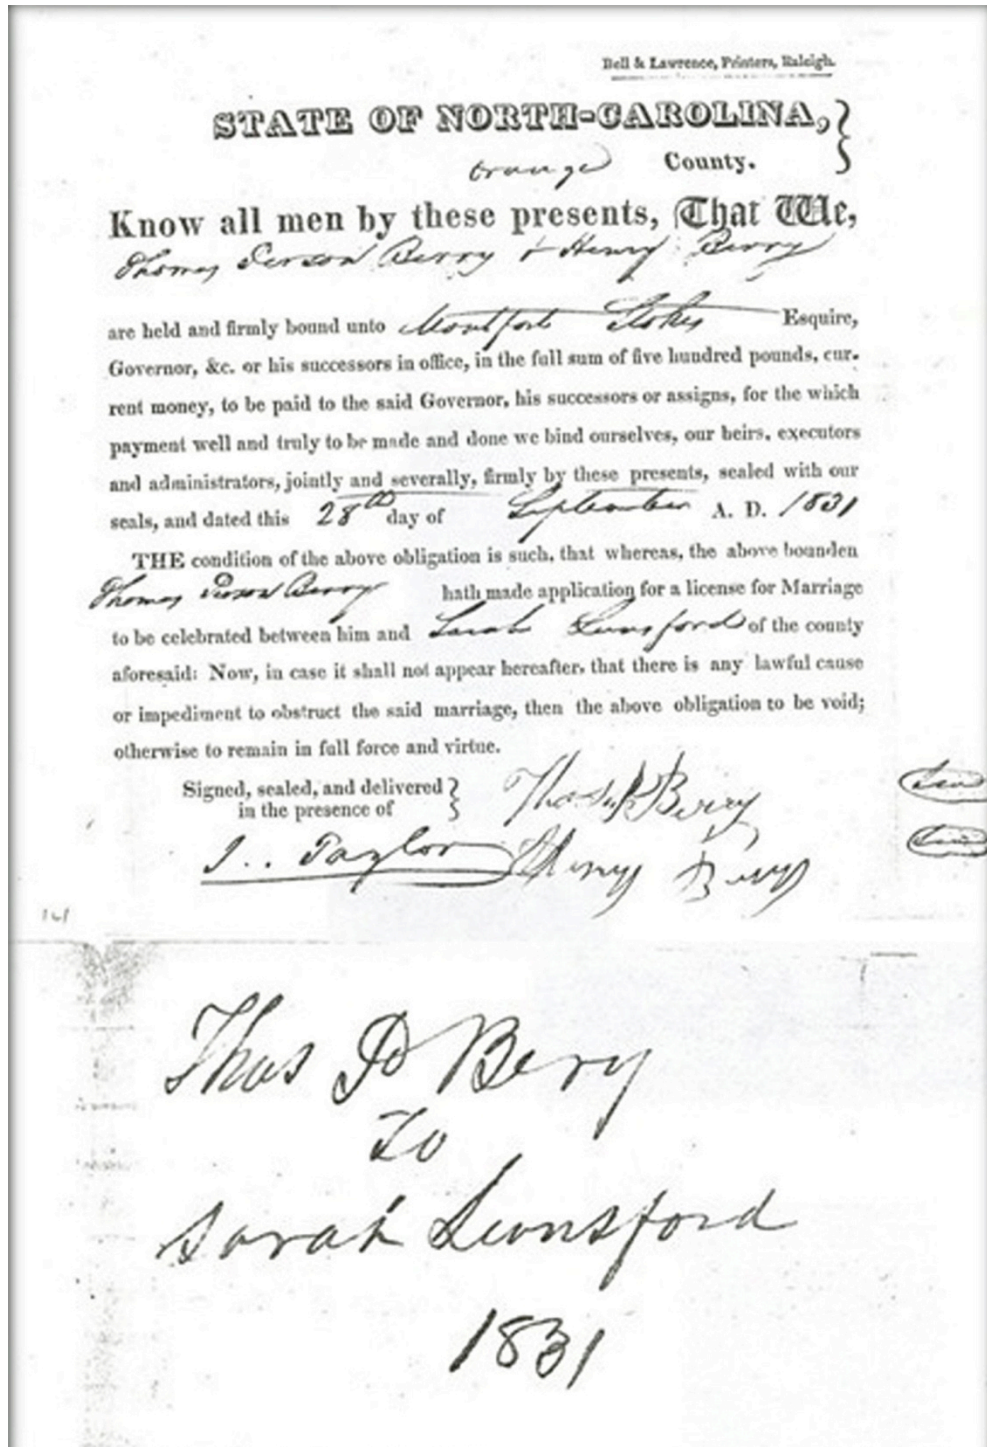 Bell & Lawrence, Printers, Raleigh.
STATE OF NORTH-CAROLINA,
Orange County.
Know all men by these presents, That We,
Thomas Person Berry & Henry Berry
are held and firmly bound unto Montfort Stokes Esquire,
Governor, &c. or his successors in office, in the full sum of five hundred pounds, cur-
rent money, to be paid to the said Governor, his successors or assigns, for the which
payment well and truly to be made and done we bind ourselves, our heirs, executors
and administrators, jointly and severally, firmly by these presents, sealed with our
seals, and dated this 28th day of September A. D. 1831
THE condition of the above obligation is such, that whereas, the above bounden
Thomas Person Berry hath made application for a license for Marriage
to be celebrated between him and Sarah Lunsford of the county
aforesaid: Now, in case it shall not appear hereafter, that there is any lawful cause
or impediment to obstruct the said marriage, then the above obligation to be void;
otherwise to remain in full force and virtue.
Signed, sealed, and delivered
in the presence of
Thos P Berry
J. Taylor Henry Berry
161
Thos P Bery
To
Sarah Lunsford
1831